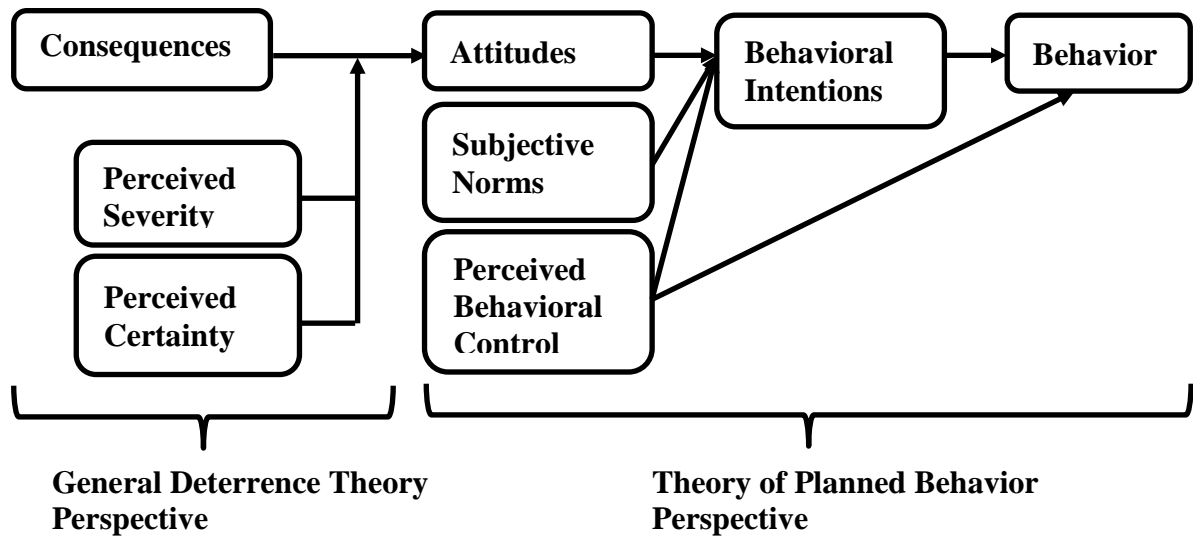 Consequences
Attitudes
Behavioral
Intentions
Behavior
Perceived
Severity
Subjective
Norms
Perceived
Certainty
Perceived
Behavioral
Control
General Deterrence Theory
Perspective
Theory of Planned Behavior
Perspective